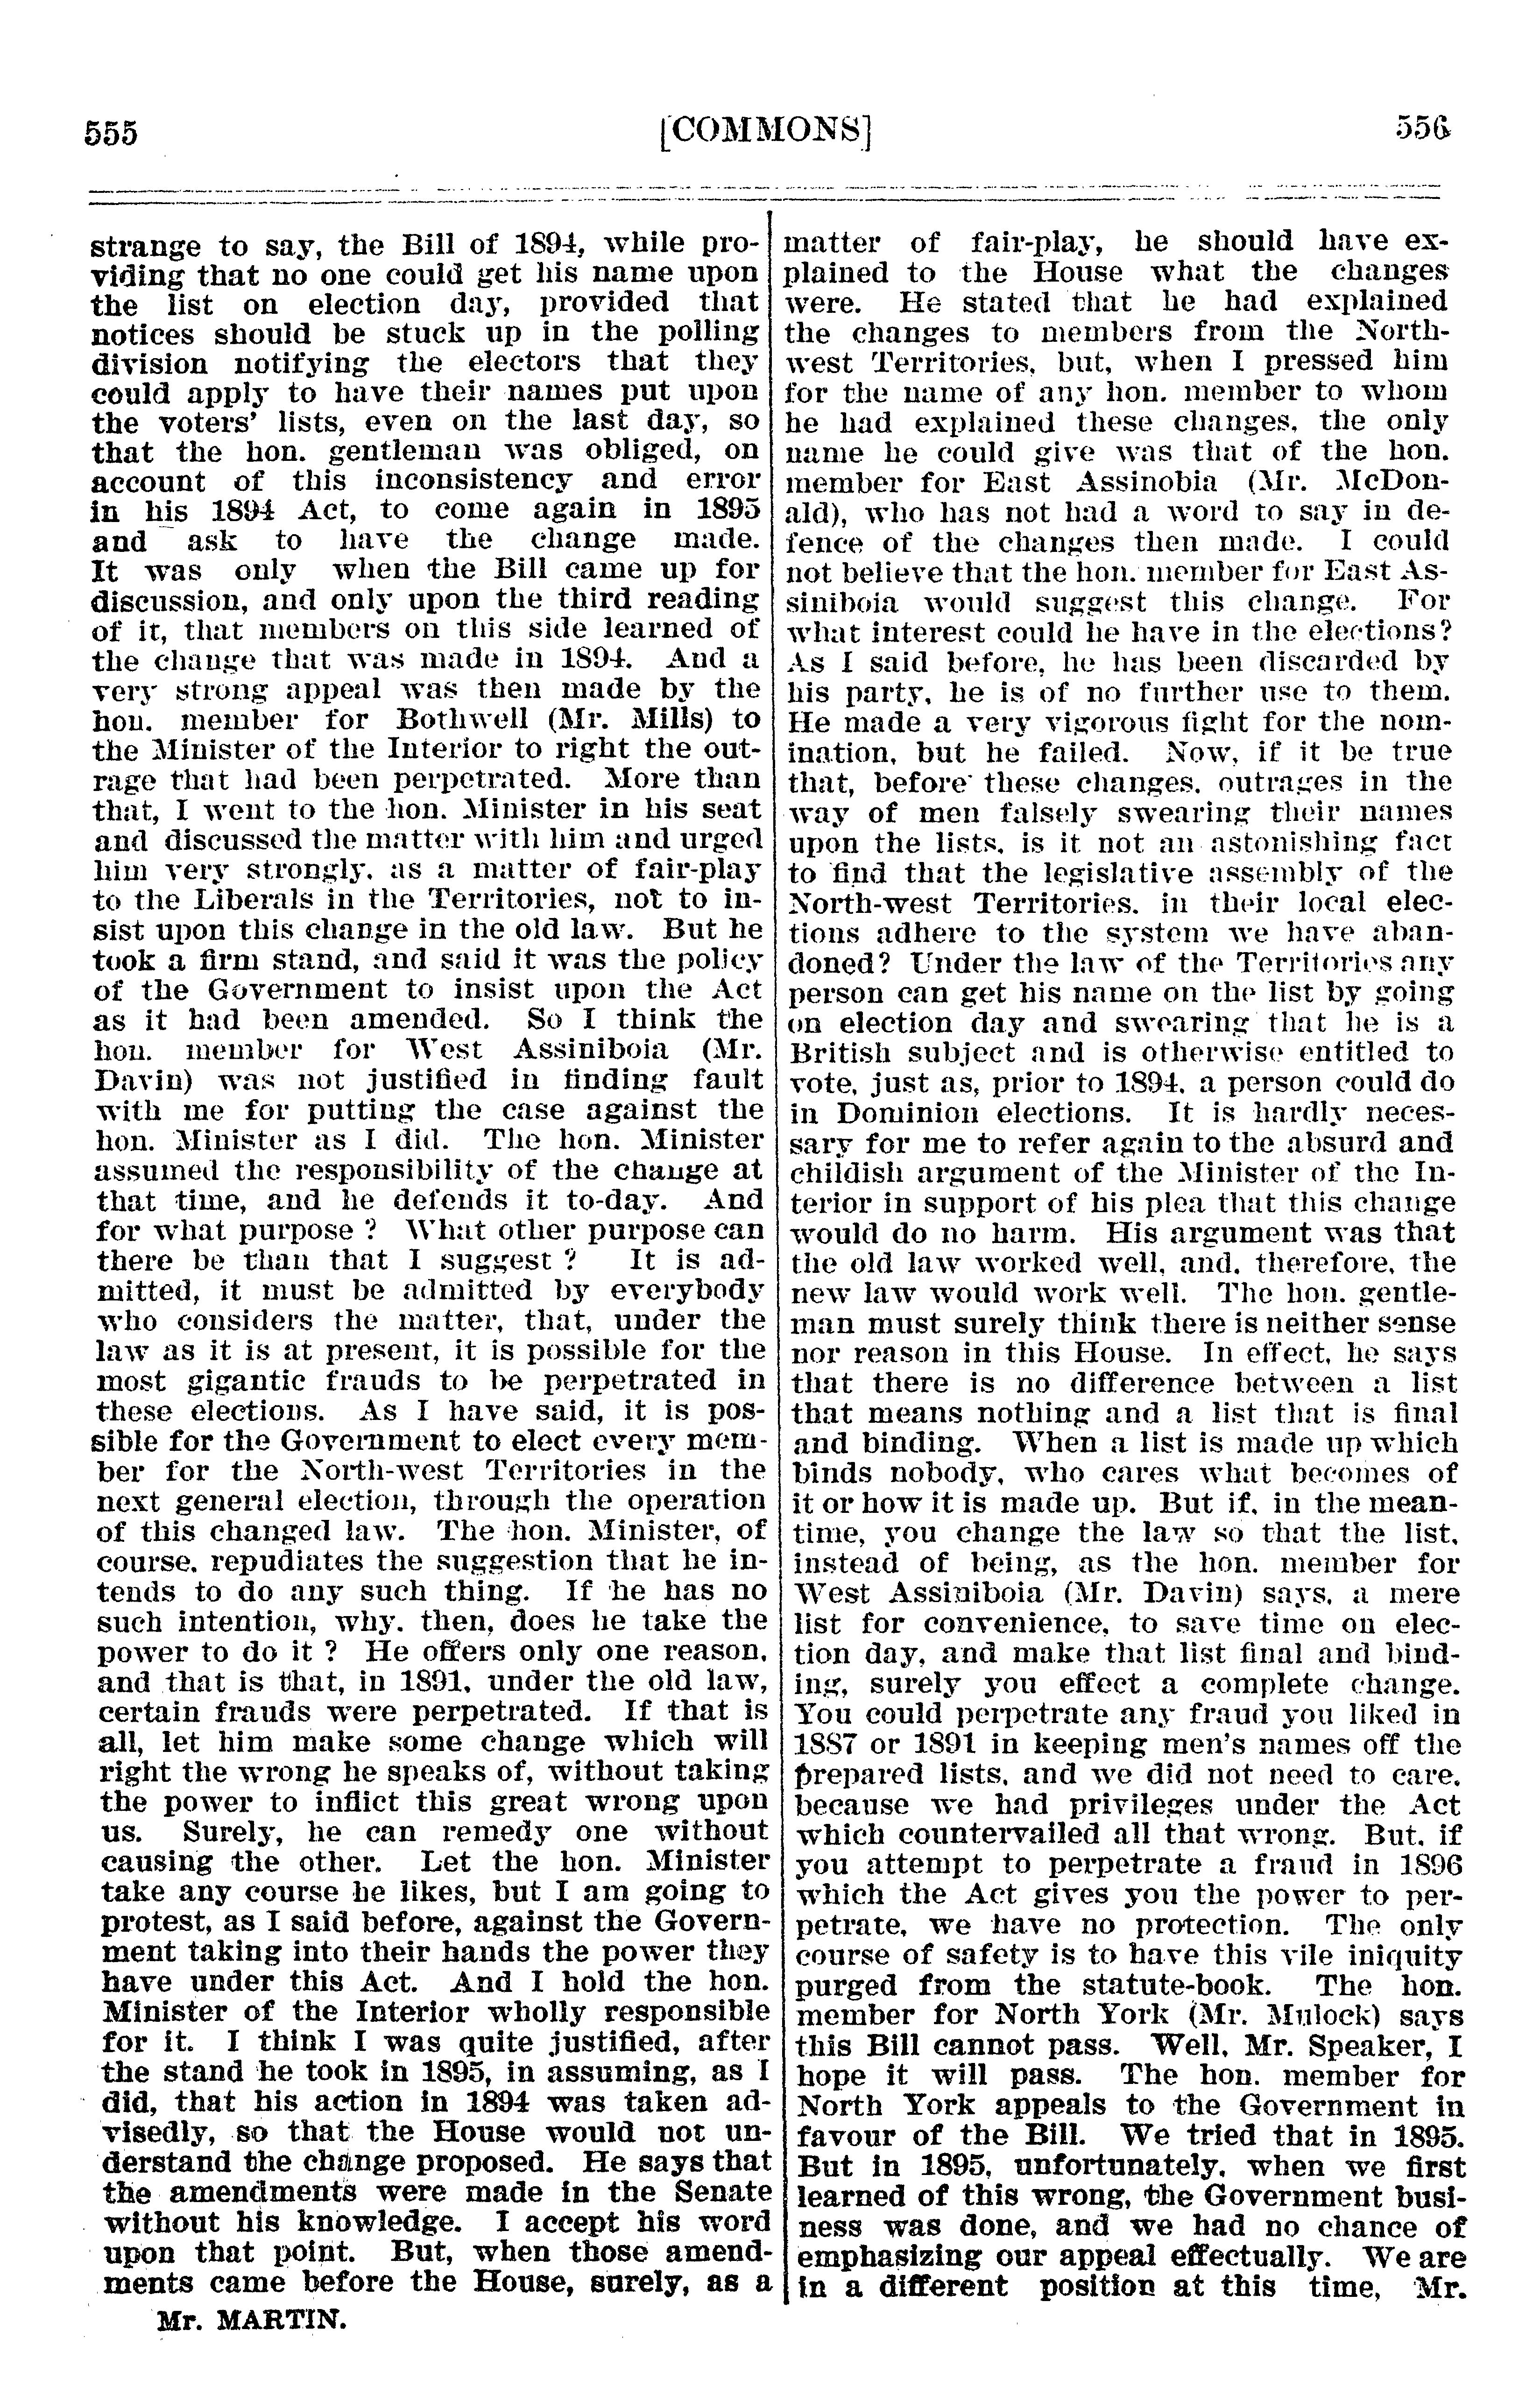 555
[COMMONS]
556
strange to say, the Bill of 1894, while pro-
viding that no one could get his name upon
the list on election day, provided that
notices should be stuck up in the polling
division notifying the electors that they
could apply to have their names put upon
the voters' lists, even on the last day, so
that the hon. gentleman was obliged, on
account of this inconsistency and error
in his 1894 Act, to come again in 1895
and ask to have the change made.
It was only when the Bill came up for
discussion, and only upon the third reading
of it, that members on this side learned of
the change that was made in 1894. And a
very strong appeal was then made by the
hon. member for Bothwell (Mr. Mills) to
the Minister of the Interior to right the out-
rage that had been perpetrated. More than
that, I went to the hon. Minister in his seat
and discussed the matter with him and urged
him very strongly, as a matter of fair-play
to the Liberals in the Territories, not to in-
sist upon this change in the old law. But he
took a firm stand, and said it was the policy
of the Government to insist upon the Act
as it had been amended. So I think the
hon. member for West Assiniboia (Mr.
Davin) was not justified in finding fault
with me for putting the case against the
hon. Minister as I did. The hon. Minister
assumed the responsibility of the change at
that time, and he defends it to-day. And
for what purpose ? What other purpose can
there be than that I suggest ? It is ad-
mitted, it must be admitted by everybody
who considers the matter, that, under the
law as it is at present, it is possible for the
most gigantic frauds to be perpetrated in
these elections. As I have said, it is pos-
sible for the Government to elect every mem-
ber for the North-west Territories in the
next general election, through the operation
of this changed law. The hon. Minister, of
course, repudiates the suggestion that he in-
tends to do any such thing. If he has no
such intention, why, then, does he take the
power to do it ? He offers only one reason,
and that is that, in 1891, under the old law,
certain frauds were perpetrated. If that is
all, let him make some change which will
right the wrong he speaks of, without taking
the power to inflict this great wrong upon
us. Surely, he can remedy one without
causing the other. Let the hon. Minister
take any course he likes, but I am going to
protest, as I said before, against the Govern-
ment taking into their hands the power they
have under this Act. And I hold the hon.
Minister of the Interior wholly responsible
for it. I think I was quite justified, after
the stand he took in 1895, in assuming, as I
did, that his action in 1894 was taken ad-
visedly, so that the House would not un-
derstand the change proposed. He says that
the amendments were made in the Senate
without his knowledge. I accept his word
upon that point. But, when those amend-
ments came before the House, surely, as a
Mr. MARTIN.
matter of fair-play, he should have ex-
plained to the House what the changes
were. He stated that he had explained
the changes to members from the North-
west Territories, but, when I pressed him
for the name of any hon. member to whom
he had explained these changes, the only
name he could give was that of the hon.
member for East Assinobia (Mr. McDon-
ald), who has not had a word to say in de-
fence of the changes then made. I could
not believe that the hon. member for East As-
siniboia would suggest this change. For
what interest could he have in the elections?
As I said before, he has been discarded by
his party, he is of no further use to them.
He made a very vigorous fight for the nom-
ination, but he failed. Now, if it be true
that, before these changes, outrages in the
way of men falsely swearing their names
upon the lists, is it not an astonishing fact
to find that the legislative assembly of the
North-west Territories, in their local elec-
tions adhere to the system we have aban-
doned? Under the law of the Territories any
person can get his name on the list by going
on election day and swearing that he is a
British subject and is otherwise entitled to
vote, just as, prior to 1894, a person could do
in Dominion elections. It is hardly neces-
sary for me to refer again to the absurd and
childish argument of the Minister of the In-
terior in support of his plea that this change
would do no harm. His argument was that
the old law worked well, and, therefore, the
new law would work well. The hon. gentle-
man must surely think there is neither sense
nor reason in this House. In effect, he says
that there is no difference between a list
that means nothing and a list that is final
and binding. When a list is made up which
binds nobody, who cares what becomes of
it or how it is made up. But if, in the mean-
time, you change the law so that the list,
instead of being, as the hon. member for
West Assiniboia (Mr. Davin) says, a mere
list for convenience, to save time on elec-
tion day, and make that list final and bind-
ing, surely you effect a complete change.
You could perpetrate any fraud you liked in
1887 or 1891 in keeping men's names off the
prepared lists, and we did not need to care,
because we had privileges under the Act
which countervailed all that wrong. But, if
you attempt to perpetrate a fraud in 1896
which the Act gives you the power to per-
petrate, we have no protection. The only
course of safety is to have this vile iniquity
purged from the statute-book. The hon.
member for North York (Mr. Mulock) says
this Bill cannot pass. Well, Mr. Speaker, I
hope it will pass. The hon. member for
North York appeals to the Government in
favour of the Bill. We tried that in 1895.
But in 1895, unfortunately, when we first
learned of this wrong, the Government busi-
ness was done, and we had no chance of
emphasizing our appeal effectually. We are
in a different position at this time, Mr.